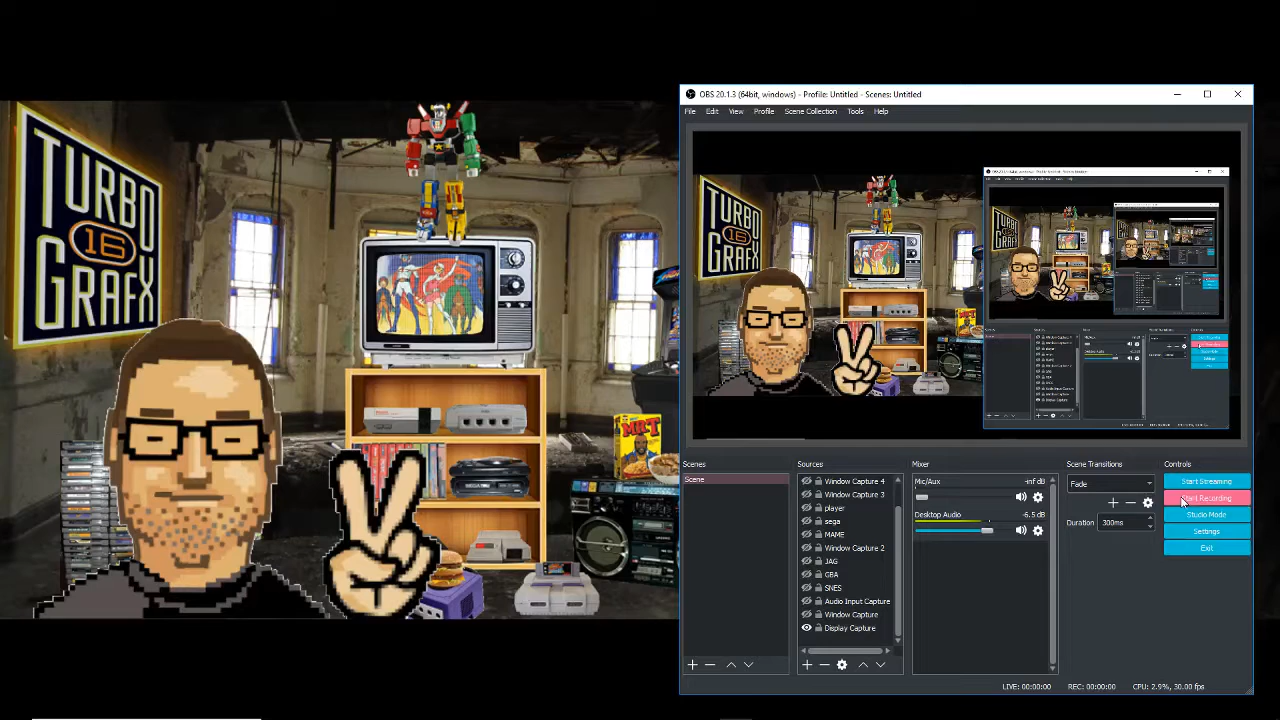 TURBO
16
GRAFX
MR.T
OBS 20.1.3 (64bit, windows) - Profile: Untitled - Scenes: Untitled
File Edit View Profile Scene Collection Tools Help
TURBO
16
GRAFX
Scenes
Scene
Sources
Window Capture 4
Window Capture 3
player
sega
MAME
Window Capture 2
JAG
GBA
SNES
Audio Input Capture
Window Capture
Display Capture
Mixer
Mic/Aux -inf dB
Desktop Audio -6.5 dB
Scene Transitions
Fade
Duration 300ms
Controls
Start Streaming
Start Recording
Studio Mode
Settings
Exit
LIVE: 00:00:00 REC: 00:00:00 CPU: 2.9%, 30.00 fps